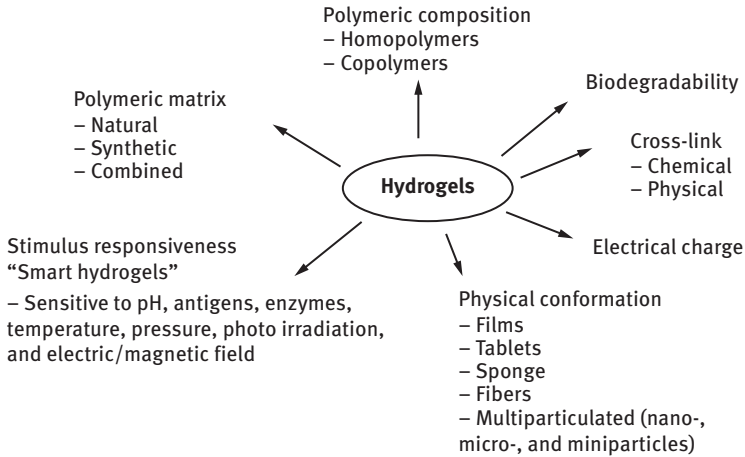 Polymeric composition
– Homopolymers
– Copolymers
Biodegradability
Polymeric matrix
– Natural
– Synthetic
– Combined
Cross-link
– Chemical
– Physical
Hydrogels
Stimulus responsiveness
“Smart hydrogels”
– Sensitive to pH, antigens, enzymes,
temperature, pressure, photo irradiation,
and electric/magnetic field
Electrical charge
Physical conformation
– Films
– Tablets
– Sponge
– Fibers
– Multiparticulated (nano-,
micro-, and miniparticles)